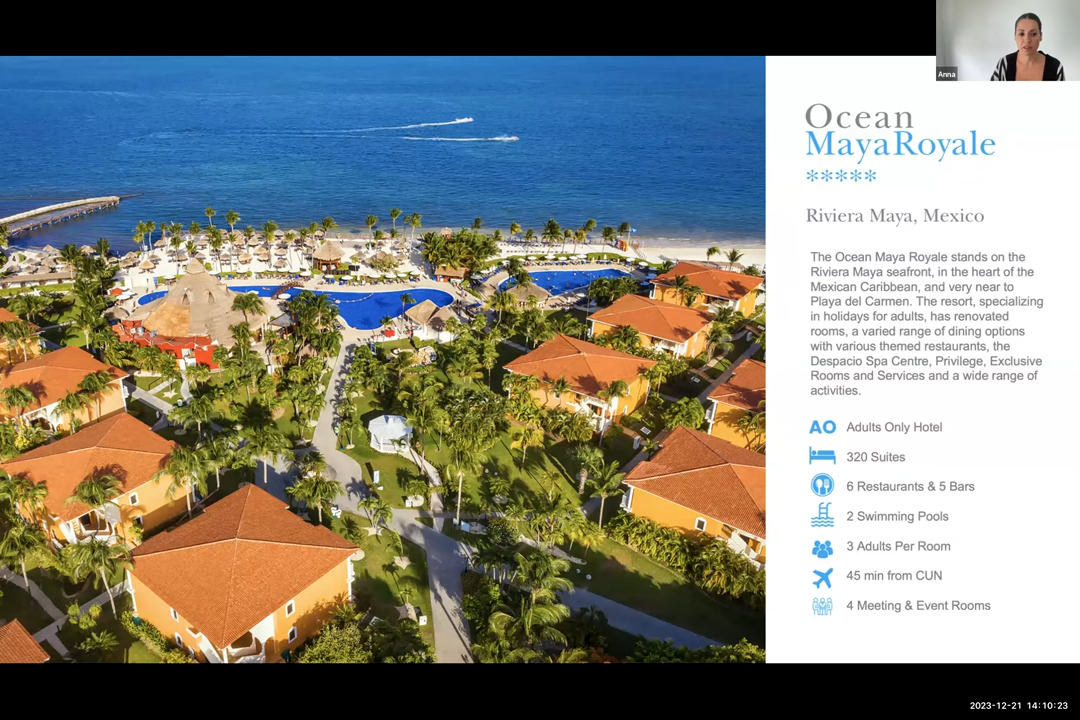 Anna
Ocean
MayaRoyale
*****
Riviera Maya, Mexico
The Ocean Maya Royale stands on the
Riviera Maya seafront, in the heart of the
Mexican Caribbean, and very near to
Playa del Carmen. The resort, specializing
in holidays for adults, has renovated
rooms, a varied range of dining options
with various themed restaurants, the
Despacio Spa Centre, Privilege, Exclusive
Rooms and Services and a wide range of
activities.
AO Adults Only Hotel
320 Suites
6 Restaurants & 5 Bars
2 Swimming Pools
3 Adults Per Room
45 min from CUN
4 Meeting & Event Rooms
2023-12-21 14:10:23